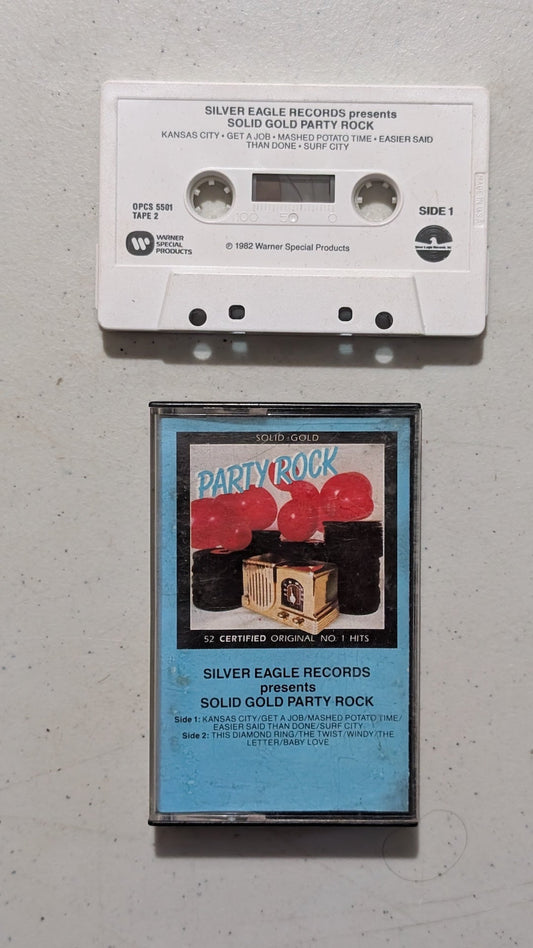 SILVER EAGLE RECORDS presents
SOLID GOLD PARTY ROCK
KANSAS CITY • GET A JOB • MASHED POTATO TIME • EASIER SAID
THAN DONE • SURF CITY
OPCS 5501
TAPE 2
100 50 0
SIDE 1
WARNER
SPECIAL
PRODUCTS
℗ 1982 Warner Special Products
SOLID GOLD
PARTY ROCK
52 CERTIFIED ORIGINAL NO. 1 HITS
SILVER EAGLE RECORDS
presents
SOLID GOLD PARTY ROCK
Side 1: KANSAS CITY/GET A JOB/MASHED POTATO TIME/
EASIER SAID THAN DONE/SURF CITY
Side 2: THIS DIAMOND RING/THE TWIST/WINDY/THE
LETTER/BABY LOVE